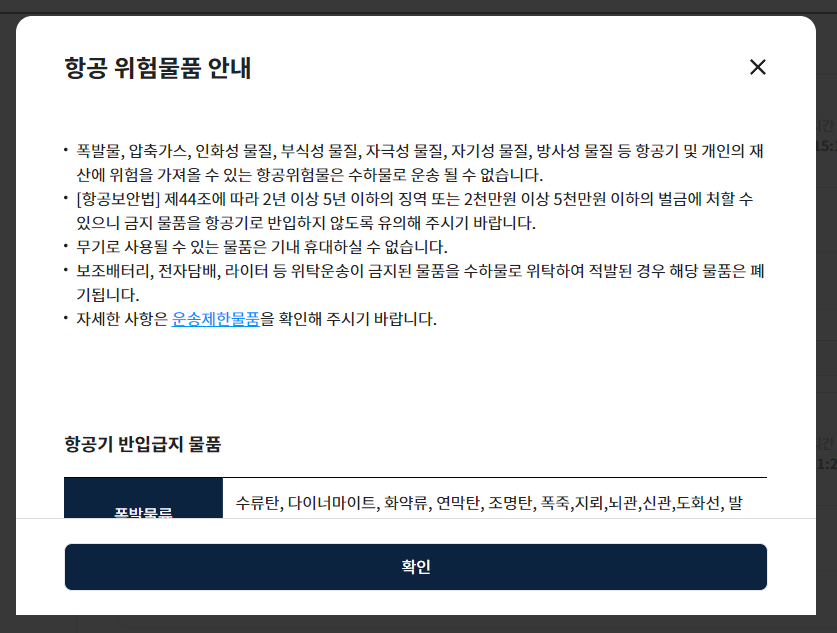 항공 위험물품 안내
• 폭발물, 압축가스, 인화성 물질, 부식성 물질, 자극성 물질, 자기성 물질, 방사성 물질 등 항공기 및 개인의 재
산에 위험을 가져올 수 있는 항공위험물은 수하물로 운송 될 수 없습니다.
• [항공보안법] 제44조에 따라 2년 이상 5년 이하의 징역 또는 2천만원 이상 5천만원 이하의 벌금에 처할 수
있으니 금지 물품을 항공기로 반입하지 않도록 유의해 주시기 바랍니다.
• 무기로 사용될 수 있는 물품은 기내 휴대하실 수 없습니다.
• 보조배터리, 전자담배, 라이터 등 위탁운송이 금지된 물품을 수하물로 위탁하여 적발된 경우 해당 물품은 폐
기됩니다.
• 자세한 사항은 운송제한물품을 확인해 주시기 바랍니다.
항공기 반입급지 물품
폭발물류
수류탄, 다이너마이트, 화약류, 연막탄, 조명탄, 폭죽,지뢰,뇌관,신관,도화선, 발
확인